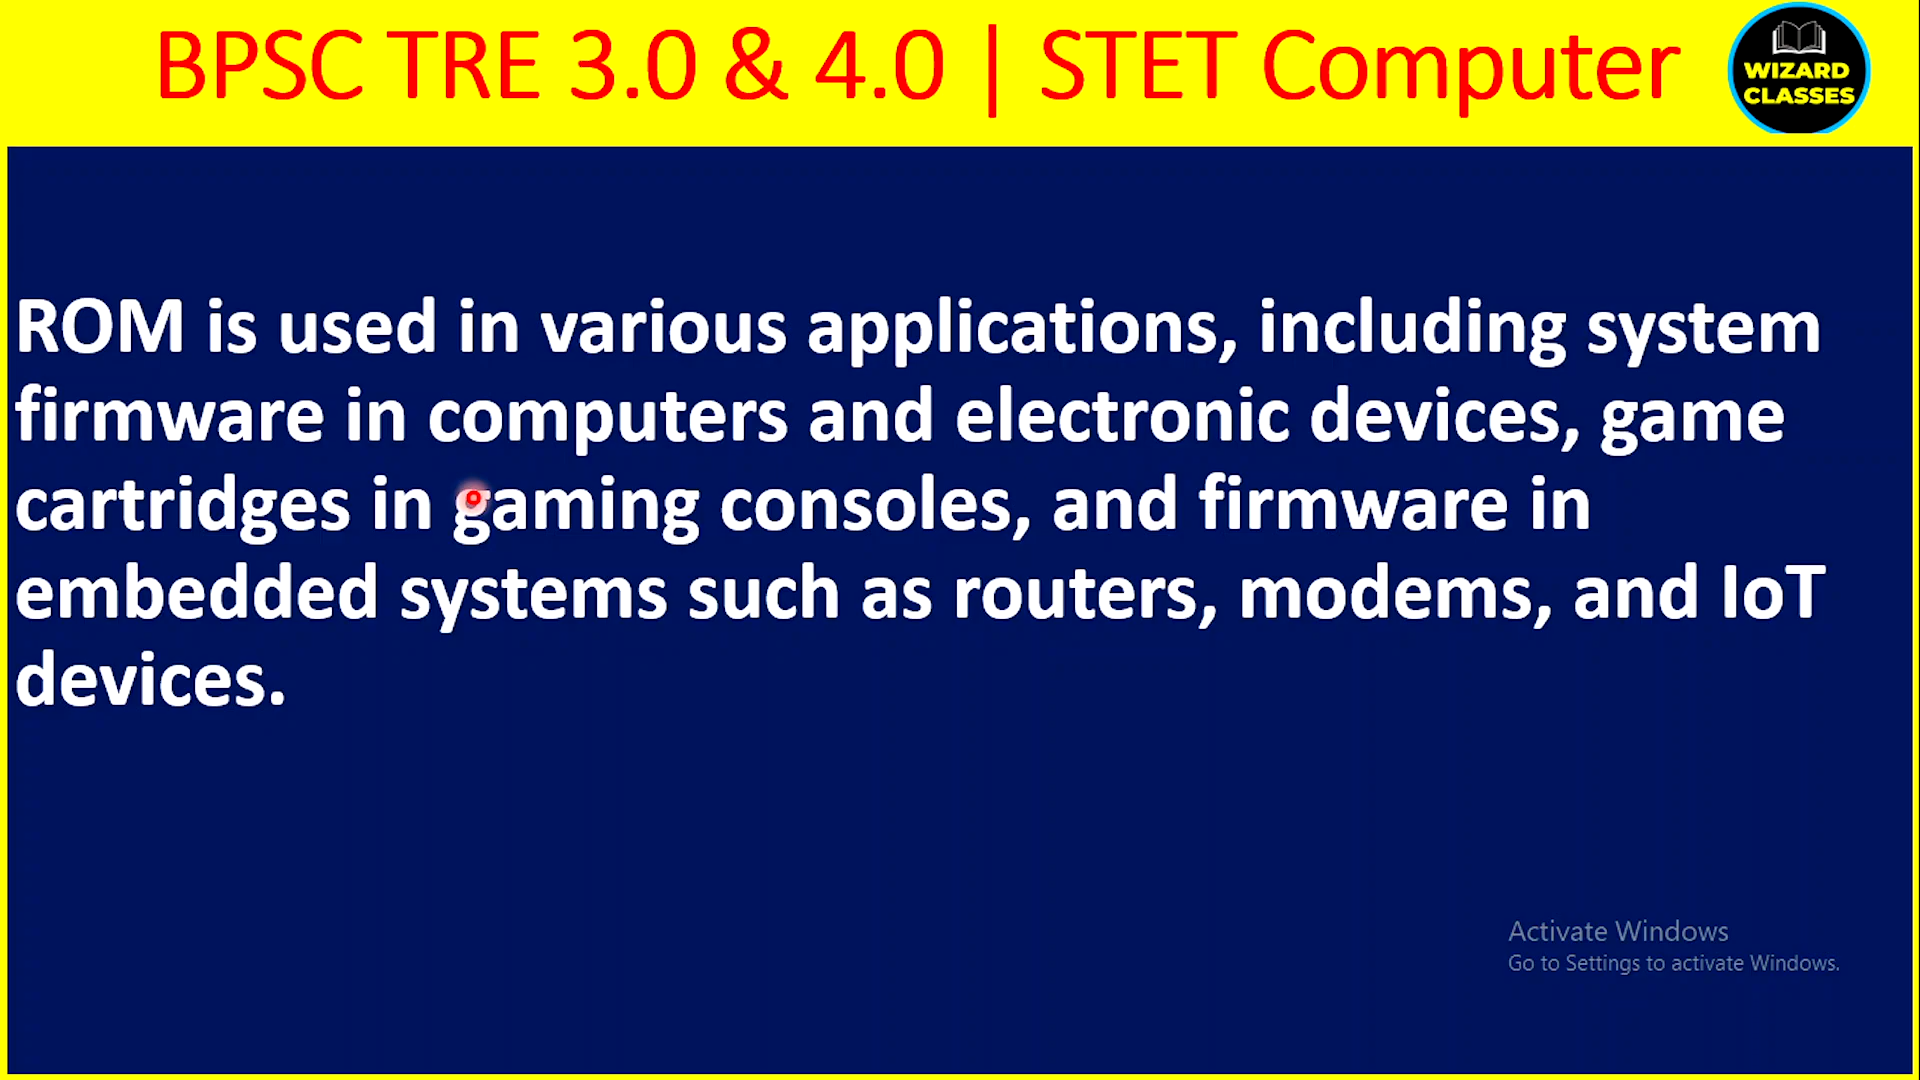 BPSC TRE 3.0 & 4.0 | STET Computer
WIZARD
CLASSES
ROM is used in various applications, including system
firmware in computers and electronic devices, game
cartridges in gaming consoles, and firmware in
embedded systems such as routers, modems, and IoT
devices.
Activate Windows
Go to Settings to activate Windows.